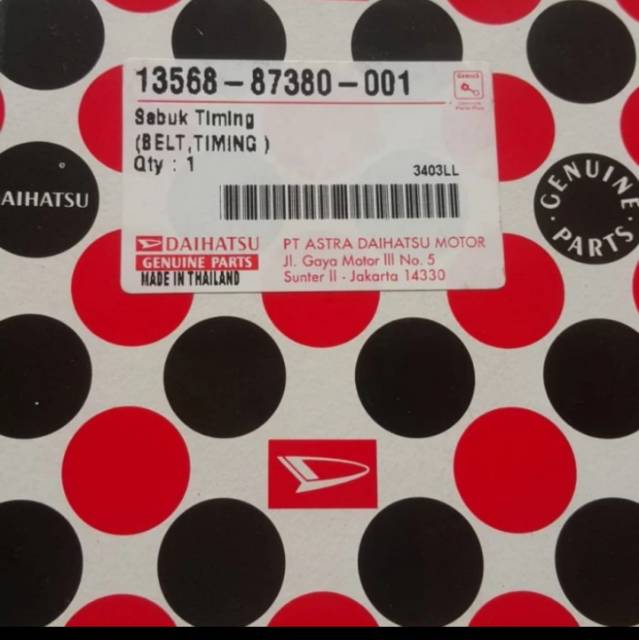 13568-87380-001
Sabuk Timing
(BELT,TIMING )
Qty : 1
3403LL
DAIHATSU
GENUINE PARTS
MADE IN THAILAND
PT ASTRA DAIHATSU MOTOR
Jl. Gaya Motor III No. 5
Sunter II - Jakarta 14330
AIHATSU
GENUINE
PARTS